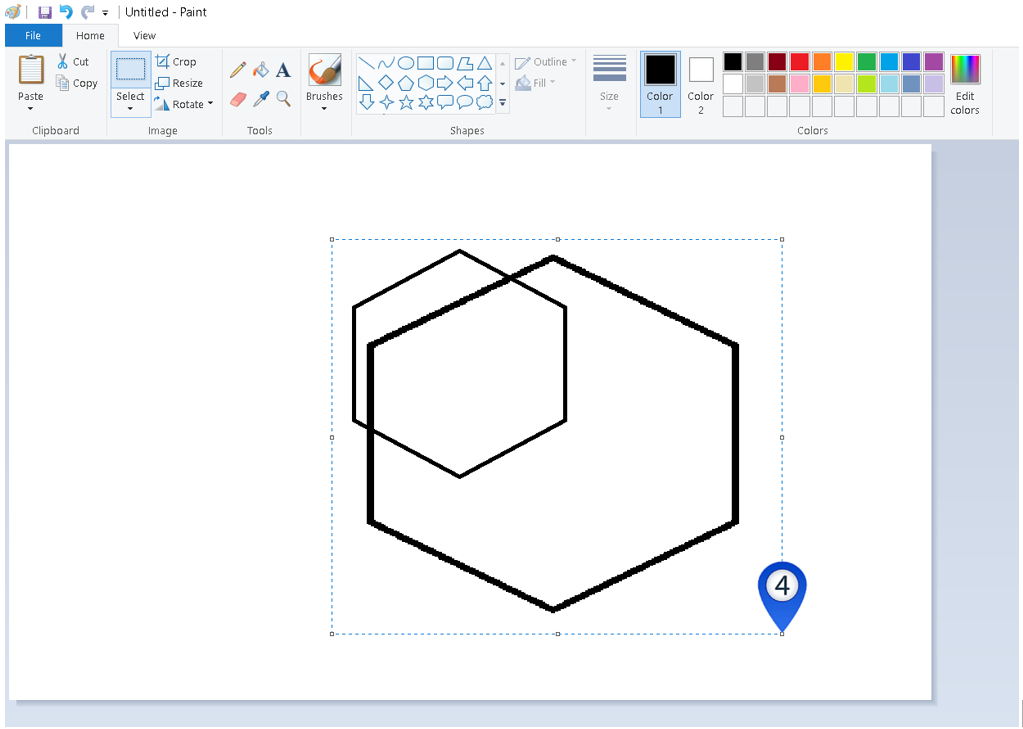 Untitled - Paint
File Home View
Paste Cut Copy
Clipboard
Select Crop Resize Rotate
Image
A
Tools
Brushes
Shapes
Outline Fill
Size
Color 1
Color 2
Edit colors
Colors
4